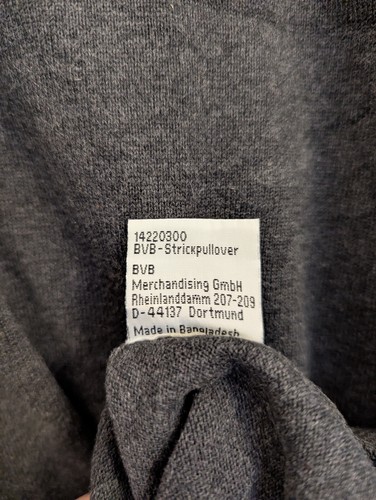 14220300
BVB-Strickpullover
BVB
Merchandising GmbH
Rheinlanddamm 207-209
D-44137 Dortmund
Made in Bangladesh